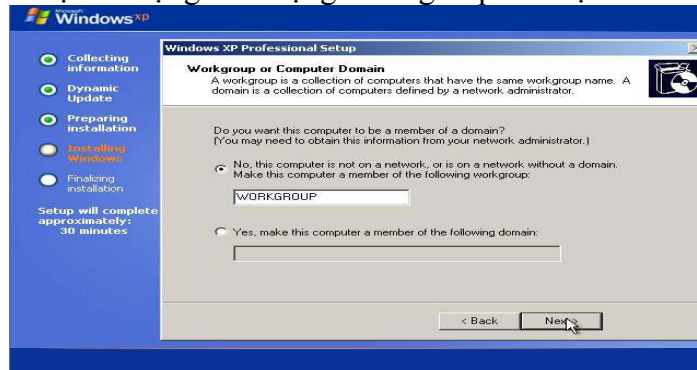 Microsoft
Windows xp
Collecting
information
Dynamic
Update
Preparing
installation
Installing
Windows
Finalizing
installation
Setup will complete
approximately:
30 minutes
Windows XP Professional Setup
Workgroup or Computer Domain
A workgroup is a collection of computers that have the same workgroup name. A
domain is a collection of computers defined by a network administrator.
Do you want this computer to be a member of a domain?
(You may need to obtain this information from your network administrator.)
No, this computer is not on a network, or is on a network without a domain.
Make this computer a member of the following workgroup:
WORKGROUP
Yes, make this computer a member of the following domain:
< Back